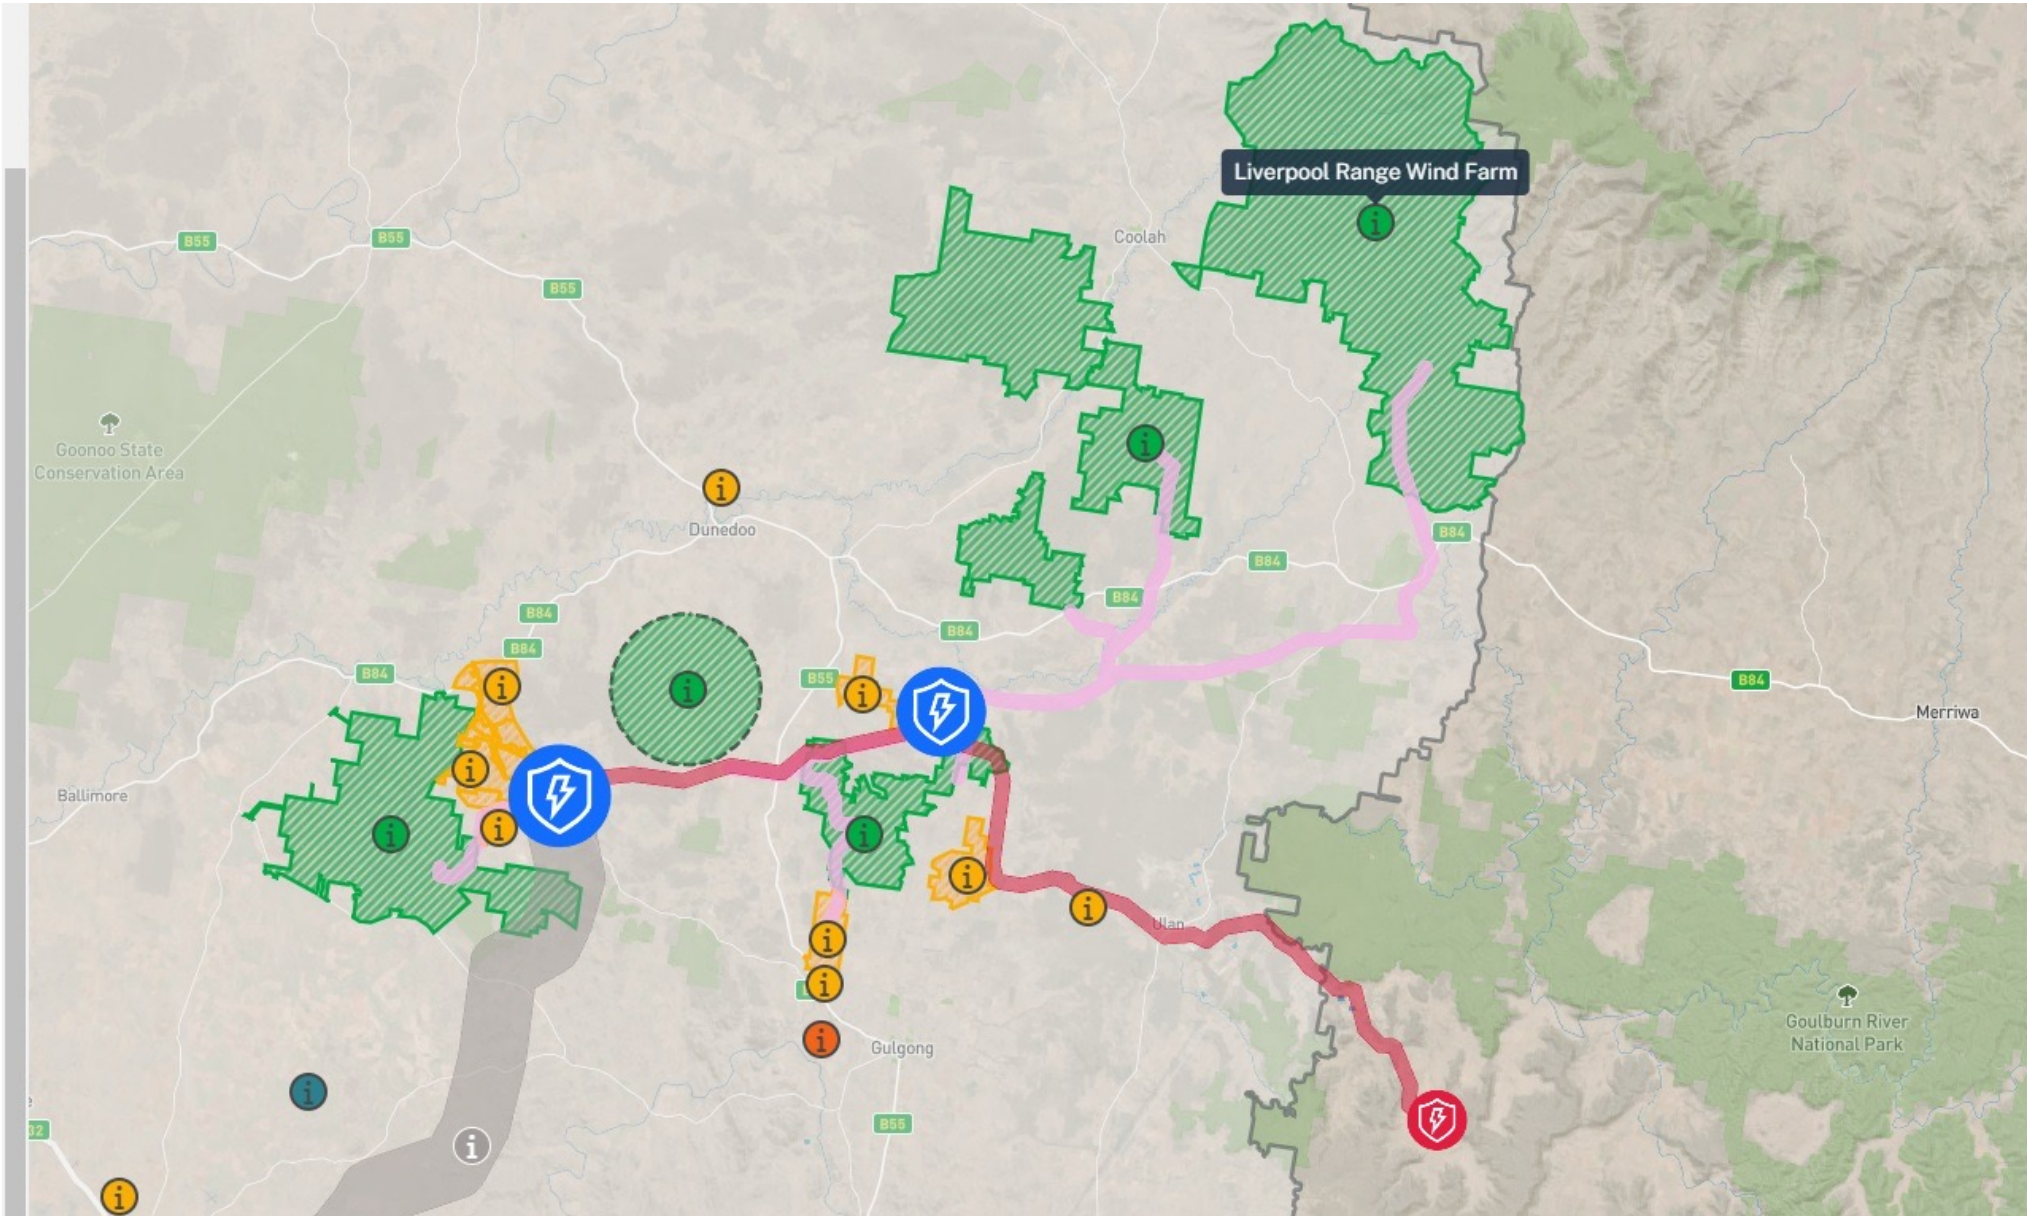 Liverpool Range Wind Farm
Coolah
B55
B55
B55
Goonoo State
Conservation Area
Dunedoo
B84
B84
B84
B84
B84
B84
B84
B55
B84
Merriwa
Ballimore
Ulan
Goulburn River
National Park
Gulgong
B55
32